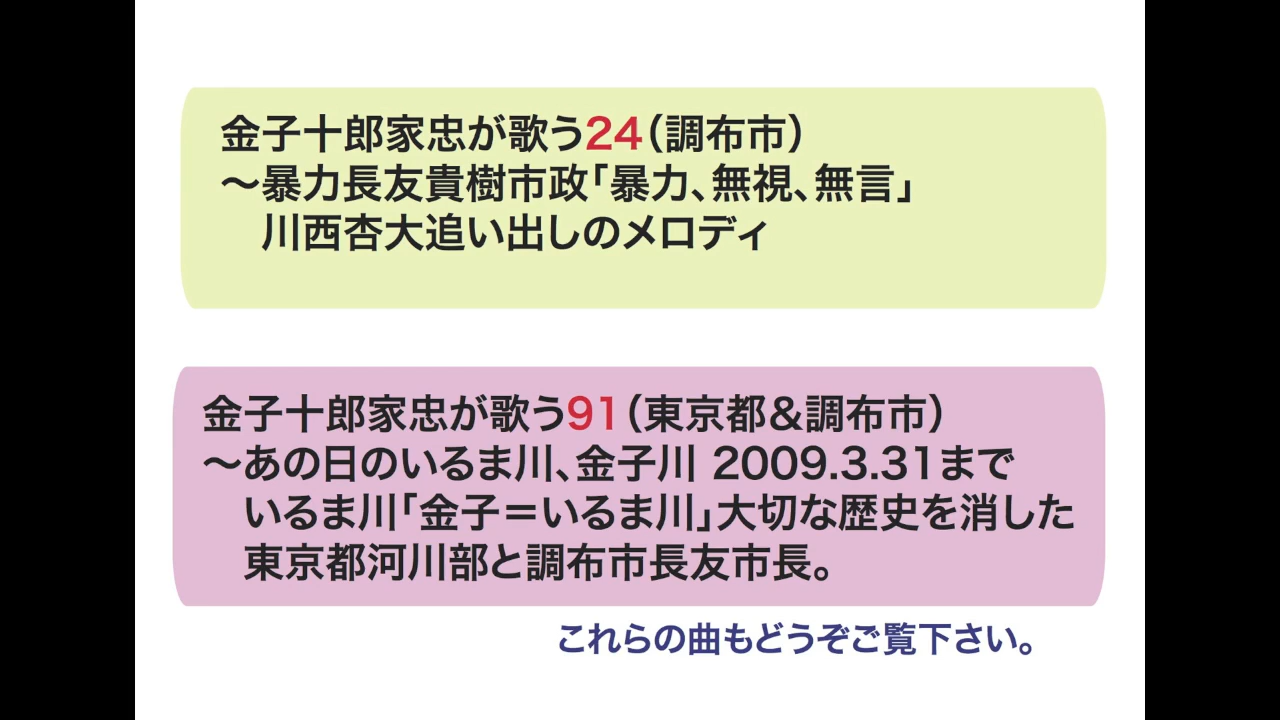 金子十郎家忠が歌う24(調布市)
〜暴力長友貴樹市政「暴力、無視、無言」
川西杏大追い出しのメロディ
金子十郎家忠が歌う91(東京都&調布市)
〜あの日のいるま川、金子川 2009.3.31まで
いるま川「金子=いるま川」大切な歴史を消した
東京都河川部と調布市長友市長。
これらの曲もどうぞご覧下さい。